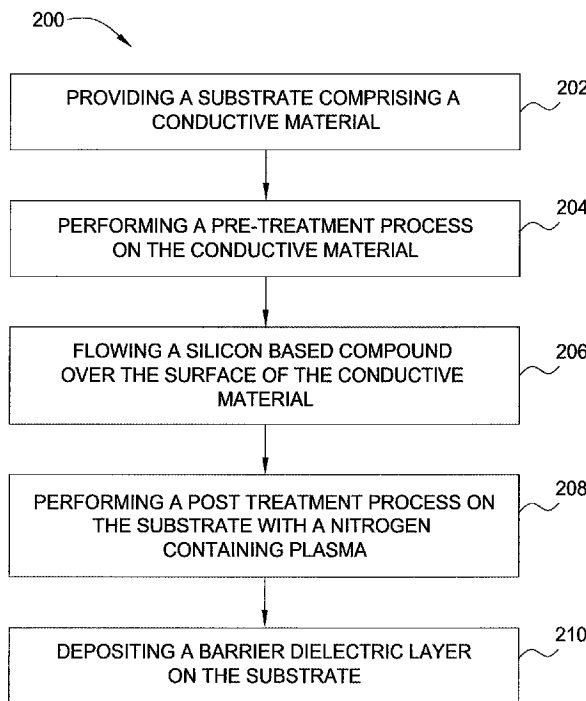 200
PROVIDING A SUBSTRATE COMPRISING A
CONDUCTIVE MATERIAL
202
PERFORMING A PRE-TREATMENT PROCESS
ON THE CONDUCTIVE MATERIAL
204
FLOWING A SILICON BASED COMPOUND
OVER THE SURFACE OF THE CONDUCTIVE
MATERIAL
206
PERFORMING A POST TREATMENT PROCESS ON
THE SUBSTRATE WITH A NITROGEN
CONTAINING PLASMA
208
DEPOSITING A BARRIER DIELECTRIC LAYER
ON THE SUBSTRATE
210